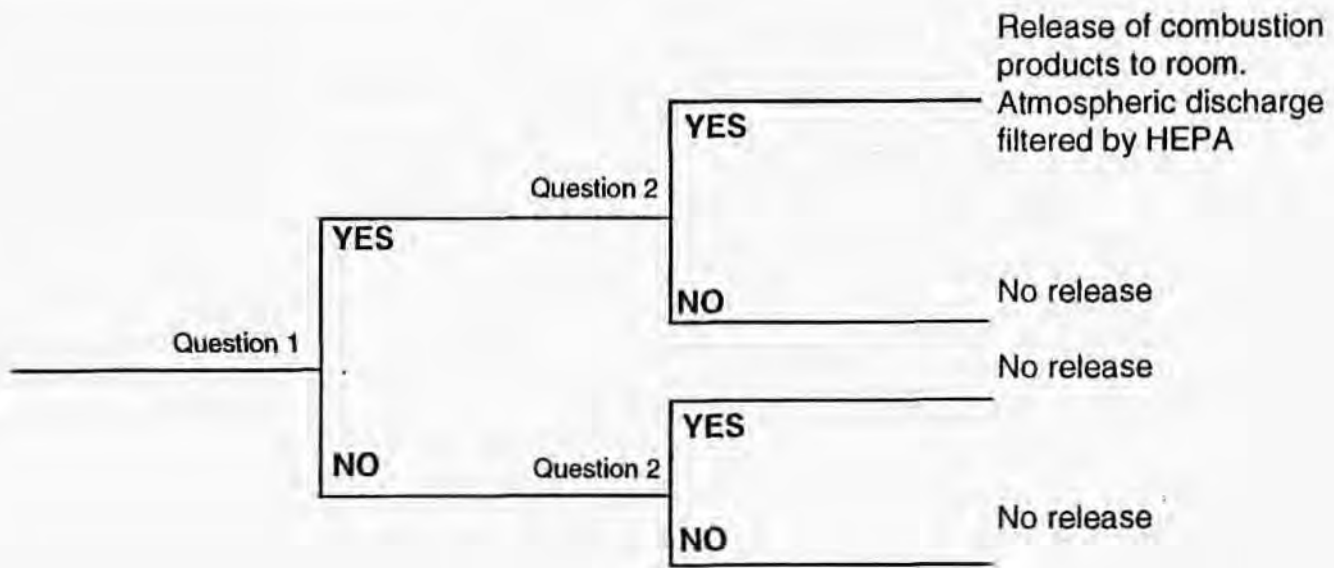 Release of combustion
products to room.
Atmospheric discharge
filtered by HEPA
YES
Question 2
YES
NO
No release
Question 1
No release
YES
NO
Question 2
No release
NO